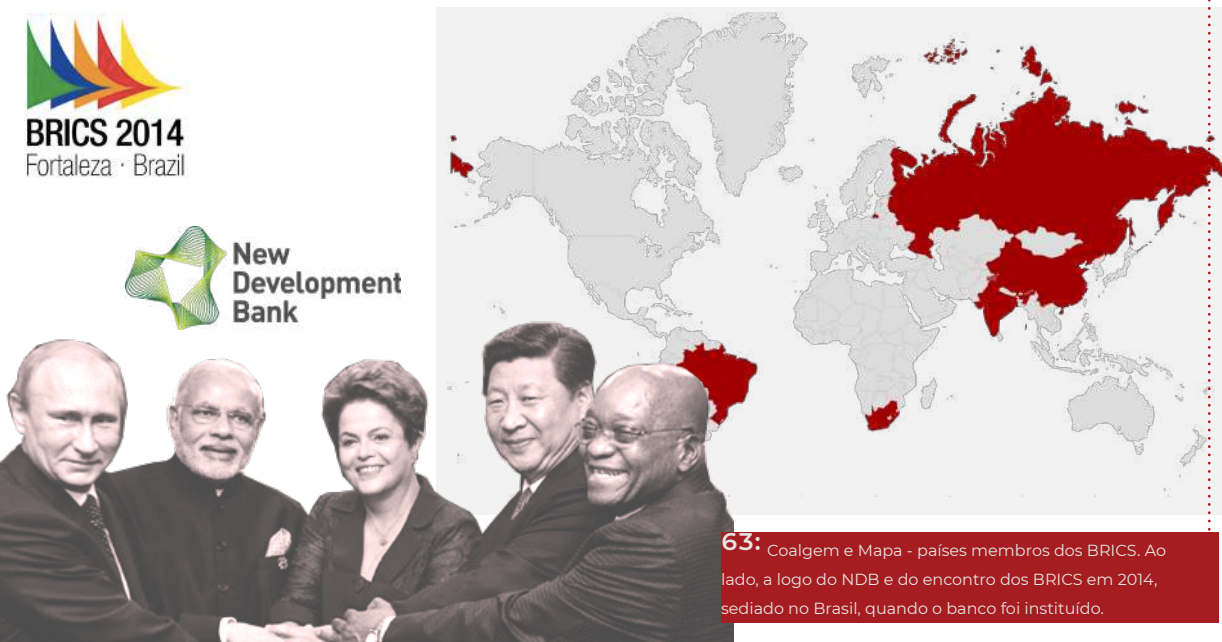 BRICS 2014
Fortaleza · Brazil
New
Development
Bank
63: Coalgem e Mapa - países membros dos BRICS. Ao
lado, a logo do NDB e do encontro dos BRICS em 2014,
sediado no Brasil, quando o banco foi instituído.